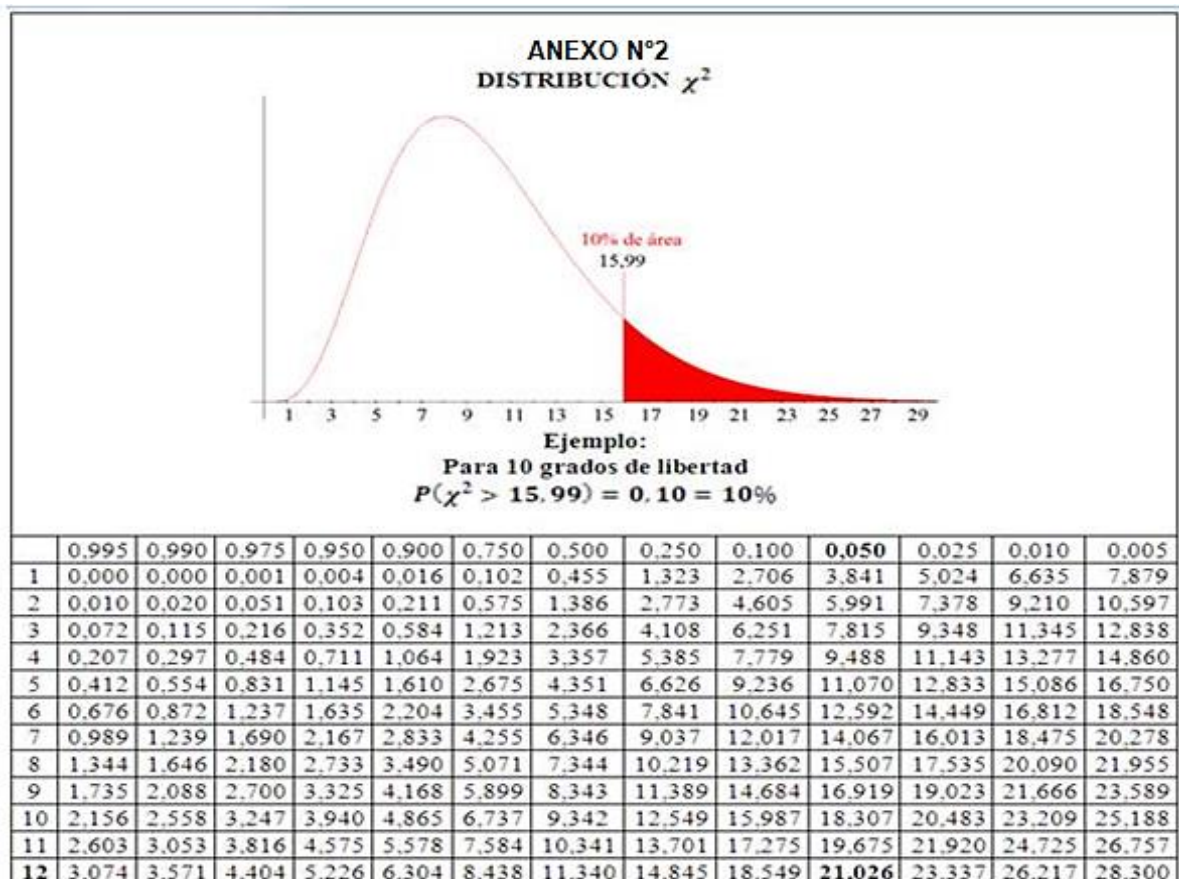 ANEXO N°2
DISTRIBUCIÓN χ²
10% de área
15,99
1 3 5 7 9 11 13 15 17 19 21 23 25 27 29
Ejemplo:
Para 10 grados de libertad
P(χ² > 15.99) = 0.10 = 10%
0,995 0,990 0,975 0,950 0,900 0,750 0,500 0,250 0,100 0,050 0,025 0,010 0,005
1 0,000 0,000 0,001 0,004 0,016 0,102 0,455 1,323 2,706 3,841 5,024 6,635 7,879
2 0,010 0,020 0,051 0,103 0,211 0,575 1,386 2,773 4,605 5,991 7,378 9,210 10,597
3 0,072 0,115 0,216 0,352 0,584 1,213 2,366 4,108 6,251 7,815 9,348 11,345 12,838
4 0,207 0,297 0,484 0,711 1,064 1,923 3,357 5,385 7,779 9,488 11,143 13,277 14,860
5 0,412 0,554 0,831 1,145 1,610 2,675 4,351 6,626 9,236 11,070 12,833 15,086 16,750
6 0,676 0,872 1,237 1,635 2,204 3,455 5,348 7,841 10,645 12,592 14,449 16,812 18,548
7 0,989 1,239 1,690 2,167 2,833 4,255 6,346 9,037 12,017 14,067 16,013 18,475 20,278
8 1,344 1,646 2,180 2,733 3,490 5,071 7,344 10,219 13,362 15,507 17,535 20,090 21,955
9 1,735 2,088 2,700 3,325 4,168 5,899 8,343 11,389 14,684 16,919 19,023 21,666 23,589
10 2,156 2,558 3,247 3,940 4,865 6,737 9,342 12,549 15,987 18,307 20,483 23,209 25,188
11 2,603 3,053 3,816 4,575 5,578 7,584 10,341 13,701 17,275 19,675 21,920 24,725 26,757
12 3,074 3,571 4,404 5,226 6,304 8,438 11,340 14,845 18,549 21,026 23,337 26,217 28,300